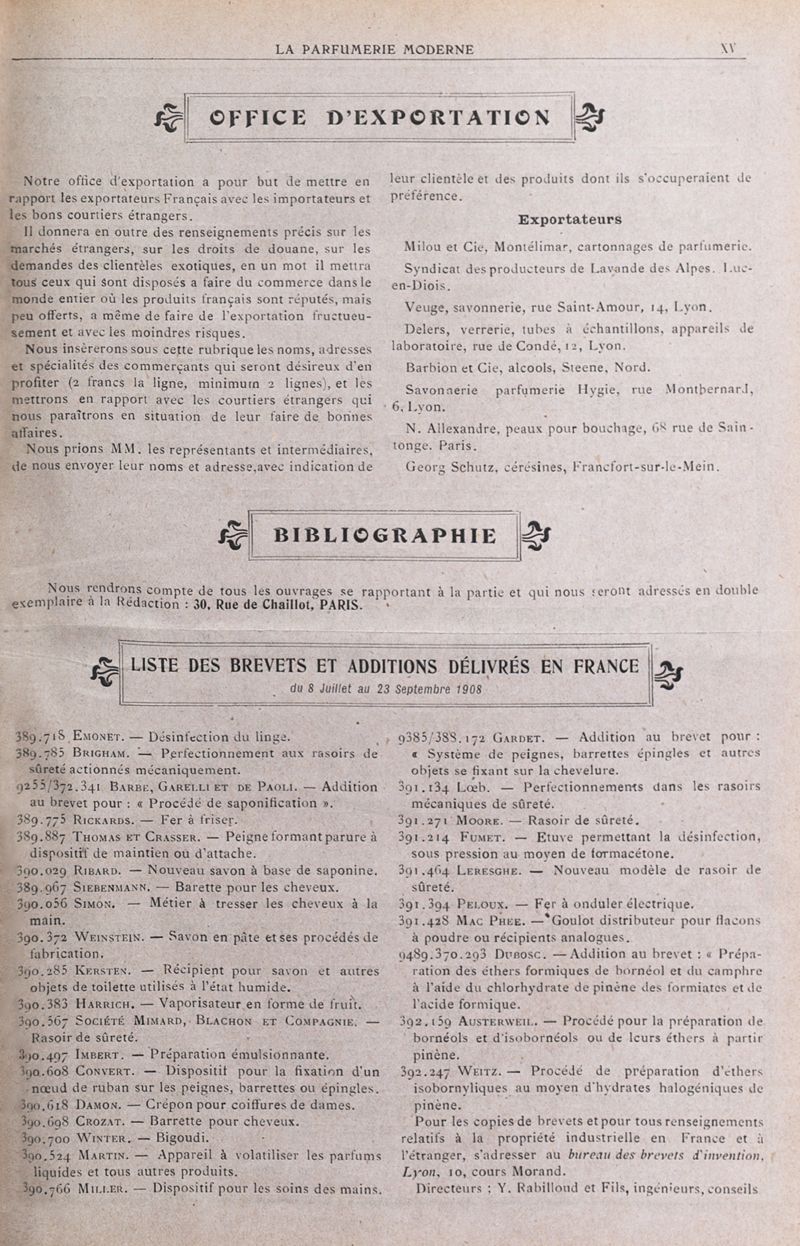 LA PARFUMERIE MODERNE
XV
OFFICE D'EXPORTATION
Notre office d'exportation a pour but de mettre en
rapport les exportateurs Français avec les importateurs et
les bons courtiers étrangers.
Il donnera en outre des renseignements précis sur les
marchés étrangers, sur les droits de douane, sur les
demandes des clientèles exotiques, en un mot il mettra
tous ceux qui sont disposés a faire du commerce dans le
monde entier où les produits français sont réputés, mais
peu offerts, a même de faire de l'exportation fructueu-
sement et avec les moindres risques.
Nous insèrerons sous cette rubrique les noms, adresses
et spécialités des commerçants qui seront désireux d'en
profiter (2 francs la ligne, minimum 2 lignes), et les
mettrons en rapport avec les courtiers étrangers qui
nous paraîtrons en situation de leur faire de bonnes
affaires.
Nous prions MM. les représentants et intermédiaires,
de nous envoyer leur noms et adresse,avec indication de
leur clientèle et des produits dont ils s'occuperaient de
préférence.
Exportateurs
Milou et Cie, Montélimar, cartonnages de parfumerie.
Syndicat des producteurs de Lavande des Alpes. Luc-
en-Diois.
Veuge, savonnerie, rue Saint-Amour, 14, Lyon.
Delers, verrerie, tubes à échantillons, appareils de
laboratoire, rue de Condé, 12, Lyon.
Barbion et Cie, alcools, Steene, Nord.
Savonnerie parfumerie Hygie, rue Montbernard,
6, Lyon.
N. Allexandre, peaux pour bouchage, 68 rue de Sain-
tonge. Paris.
Georg Schutz, cérésines, Francfort-sur-le-Mein.
BIBLIOGRAPHIE
Nous rendrons compte de tous les ouvrages se rapportant à la partie et qui nous seront adressés en double
exemplaire à la Rédaction : 30, Rue de Chaillot, PARIS.
LISTE DES BREVETS ET ADDITIONS DÉLIVRÉS EN FRANCE
du 8 Juillet au 23 Septembre 1908
389.718 EMONET. — Désinfection du linge.
389.785 BRIGHAM. — Perfectionnement aux rasoirs de
sûreté actionnés mécaniquement.
9255/372.341 BARBE, GARELLI ET DE PAOLI. — Addition
au brevet pour : « Procédé de saponification ».
389.775 RICKARDS. — Fer à friser.
389.887 THOMAS ET CRASSER. — Peigne formant parure à
dispositif de maintien ou d'attache.
390.029 RIBARD. — Nouveau savon à base de saponine.
389.967 SIEBENMANN. — Barette pour les cheveux.
390.056 SIMON. — Métier à tresser les cheveux à la
main.
390.372 WEINSTEIN. — Savon en pâte et ses procédés de
fabrication.
390.285 KERSTEN. — Récipient pour savon et autres
objets de toilette utilisés à l'état humide.
390.383 HARRICH. — Vaporisateur en forme de fruit.
390.567 SOCIÉTÉ MIMARD, BLACHON ET COMPAGNIE. —
Rasoir de sûreté.
390.497 IMBERT. — Préparation émulsionnante.
390.608 CONVERT. — Dispositif pour la fixation d'un
nœud de ruban sur les peignes, barrettes ou épingles.
390.618 DAMON. — Crépon pour coiffures de dames.
390.698 CROZAT. — Barrette pour cheveux.
390.700 WINTER. — Bigoudi.
390.524 MARTIN. — Appareil à volatiliser les parfums
liquides et tous autres produits.
390.766 MILLER. — Dispositif pour les soins des mains.
9385/388.172 GARDET. — Addition au brevet pour :
« Système de peignes, barrettes épingles et autres
objets se fixant sur la chevelure.
391.134 Lœb. — Perfectionnements dans les rasoirs
mécaniques de sûreté.
391.271 MOORE. — Rasoir de sûreté.
391.214 FUMET. — Etuve permettant la désinfection,
sous pression au moyen de formacétone.
391.464 LERESGHE. — Nouveau modèle de rasoir de
sûreté.
391.394 PELOUX. — Fer à onduler électrique.
391.428 MAC PHEE. — Goulot distributeur pour flacons
à poudre ou récipients analogues.
9489.370.293 DUBOSC. — Addition au brevet : « Prépa-
ration des éthers formiques de bornéol et du camphre
à l'aide du chlorhydrate de pinène des formiates et de
l'acide formique.
392.159 AUSTERWEIL. — Procédé pour la préparation de
bornéols et d'isobornéols ou de leurs éthers à partir
pinène.
392.247 WEITZ. — Procédé de préparation d'éthers
isobornyliques au moyen d'hydrates halogéniques de
pinène.
Pour les copies de brevets et pour tous renseignements
relatifs à la propriété industrielle en France et à
l'étranger, s'adresser au bureau des brevets d'invention,
Lyon, 10, cours Morand.
Directeurs : Y. Rabilloud et Fils, ingénieurs, conseils